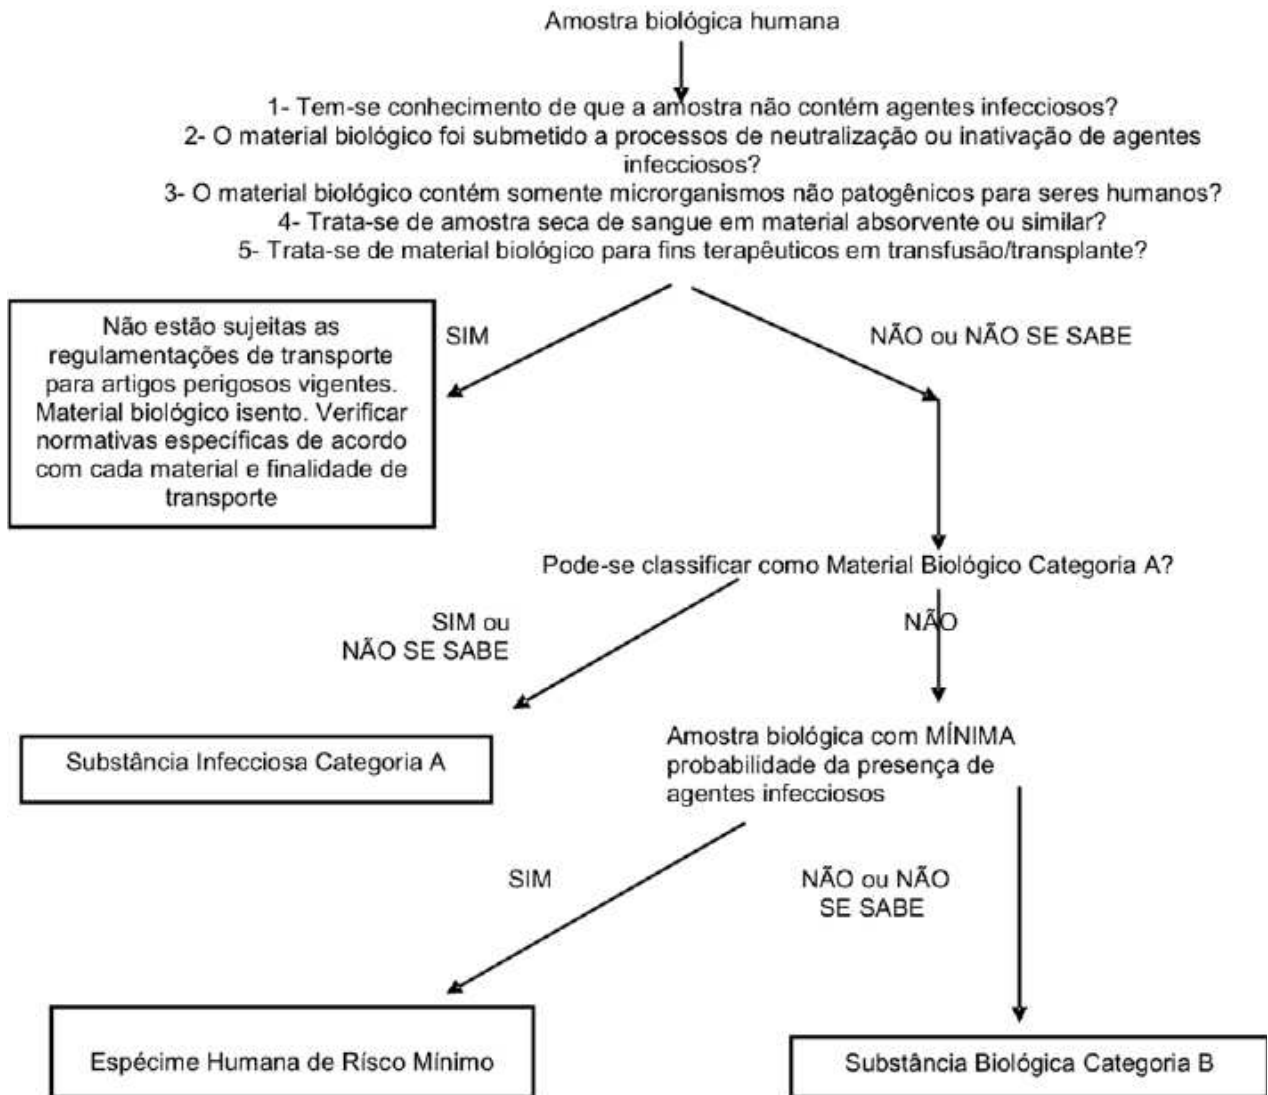 Amostra biológica humana
1- Tem-se conhecimento de que a amostra não contém agentes infecciosos?
2- O material biológico foi submetido a processos de neutralização ou inativação de agentes
infecciosos?
3- O material biológico contém somente microrganismos não patogênicos para seres humanos?
4- Trata-se de amostra seca de sangue em material absorvente ou similar?
5- Trata-se de material biológico para fins terapêuticos em transfusão/transplante?
Não estão sujeitas as
regulamentações de transporte
para artigos perigosos vigentes.
Material biológico isento. Verificar
normativas específicas de acordo
com cada material e finalidade de
transporte
SIM
NÃO ou NÃO SE SABE
Pode-se classificar como Material Biológico Categoria A?
SIM ou
NÃO SE SABE
NÃO
Substância Infecciosa Categoria A
Amostra biológica com MÍNIMA
probabilidade da presença de
agentes infecciosos
SIM
NÃO ou NÃO
SE SABE
Espécime Humana de Rísco Mínimo
Substância Biológica Categoria B